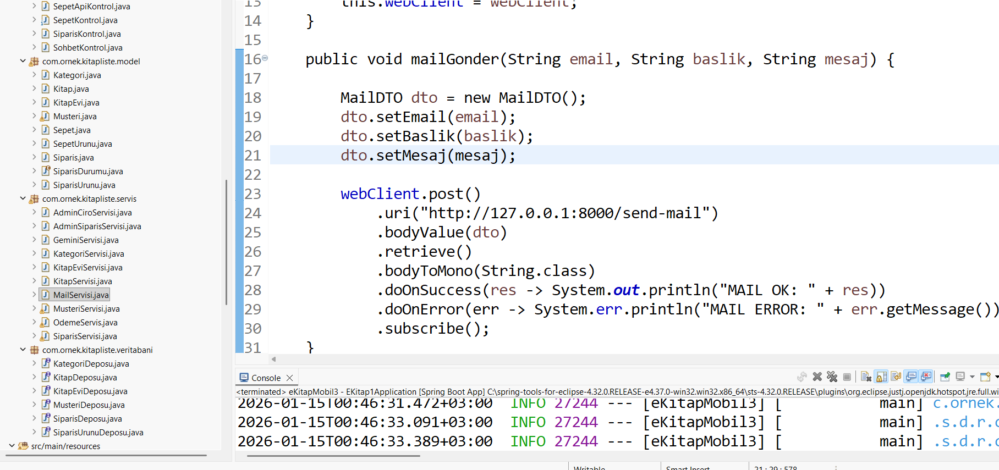 SepetApiKontrol.java
SepetKontrol.java
SiparisKontrol.java
SohbetKontrol.java
com.ornek.kitapliste.model
Kategori.java
Kitap.java
KitapEvi.java
Musteri.java
Sepet.java
SepetUrunu.java
Siparis.java
SiparisDurumu.java
SiparisUrunu.java
com.ornek.kitapliste.servis
AdminCiroServisi.java
AdminSiparisServisi.java
GeminiServisi.java
KategoriServisi.java
KitapEviServisi.java
KitapServisi.java
MailServisi.java
MusteriServisi.java
OdemeServis.java
SiparisServisi.java
com.ornek.kitapliste.veritabani
KategoriDeposu.java
KitapDeposu.java
KitapEviDeposu.java
MusteriDeposu.java
SiparisDeposu.java
SiparisUrunuDeposu.java
src/main/resources
13 this.webClient = webClient;
14 }
15
16 public void mailGonder(String email, String baslik, String mesaj) {
17
18 MailDTO dto = new MailDTO();
19 dto.setEmail(email);
20 dto.setBaslik(baslik);
21 dto.setMesaj(mesaj);
22
23 webClient.post()
24 .uri("http://127.0.0.1:8000/send-mail")
25 .bodyValue(dto)
26 .retrieve()
27 .bodyToMono(String.class)
28 .doOnSuccess(res -> System.out.println("MAIL OK: " + res))
29 .doOnError(err -> System.err.println("MAIL ERROR: " + err.getMessage())
30 .subscribe();
31 }
Console
<terminated> eKitapMobil3 - EKitap1Application [Spring Boot App] C:\spring-tools-for-eclipse-4.32.0.RELEASE-e4.37.0-win32.win32.x86_64\sts-4.32.0.RELEASE\plugins\org.eclipse.justj.openjdk.hotspot.jre.full.wi
2026-01-15T00:46:31.472+03:00 INFO 27244 --- [eKitapMobil3] [ main] c.ornek.
2026-01-15T00:46:33.091+03:00 INFO 27244 --- [eKitapMobil3] [ main] .s.d.r.c
2026-01-15T00:46:33.389+03:00 INFO 27244 --- [eKitapMobil3] [ main] .s.d.r.c
Writable Smart Insert 21 : 29 : 578